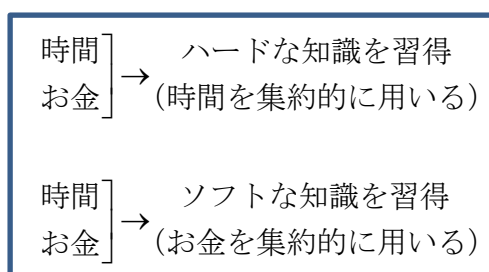 時間 → ハードな知識を習得
お金 (時間を集約的に用いる)
時間 → ソフトな知識を習得
お金 (お金を集約的に用いる)